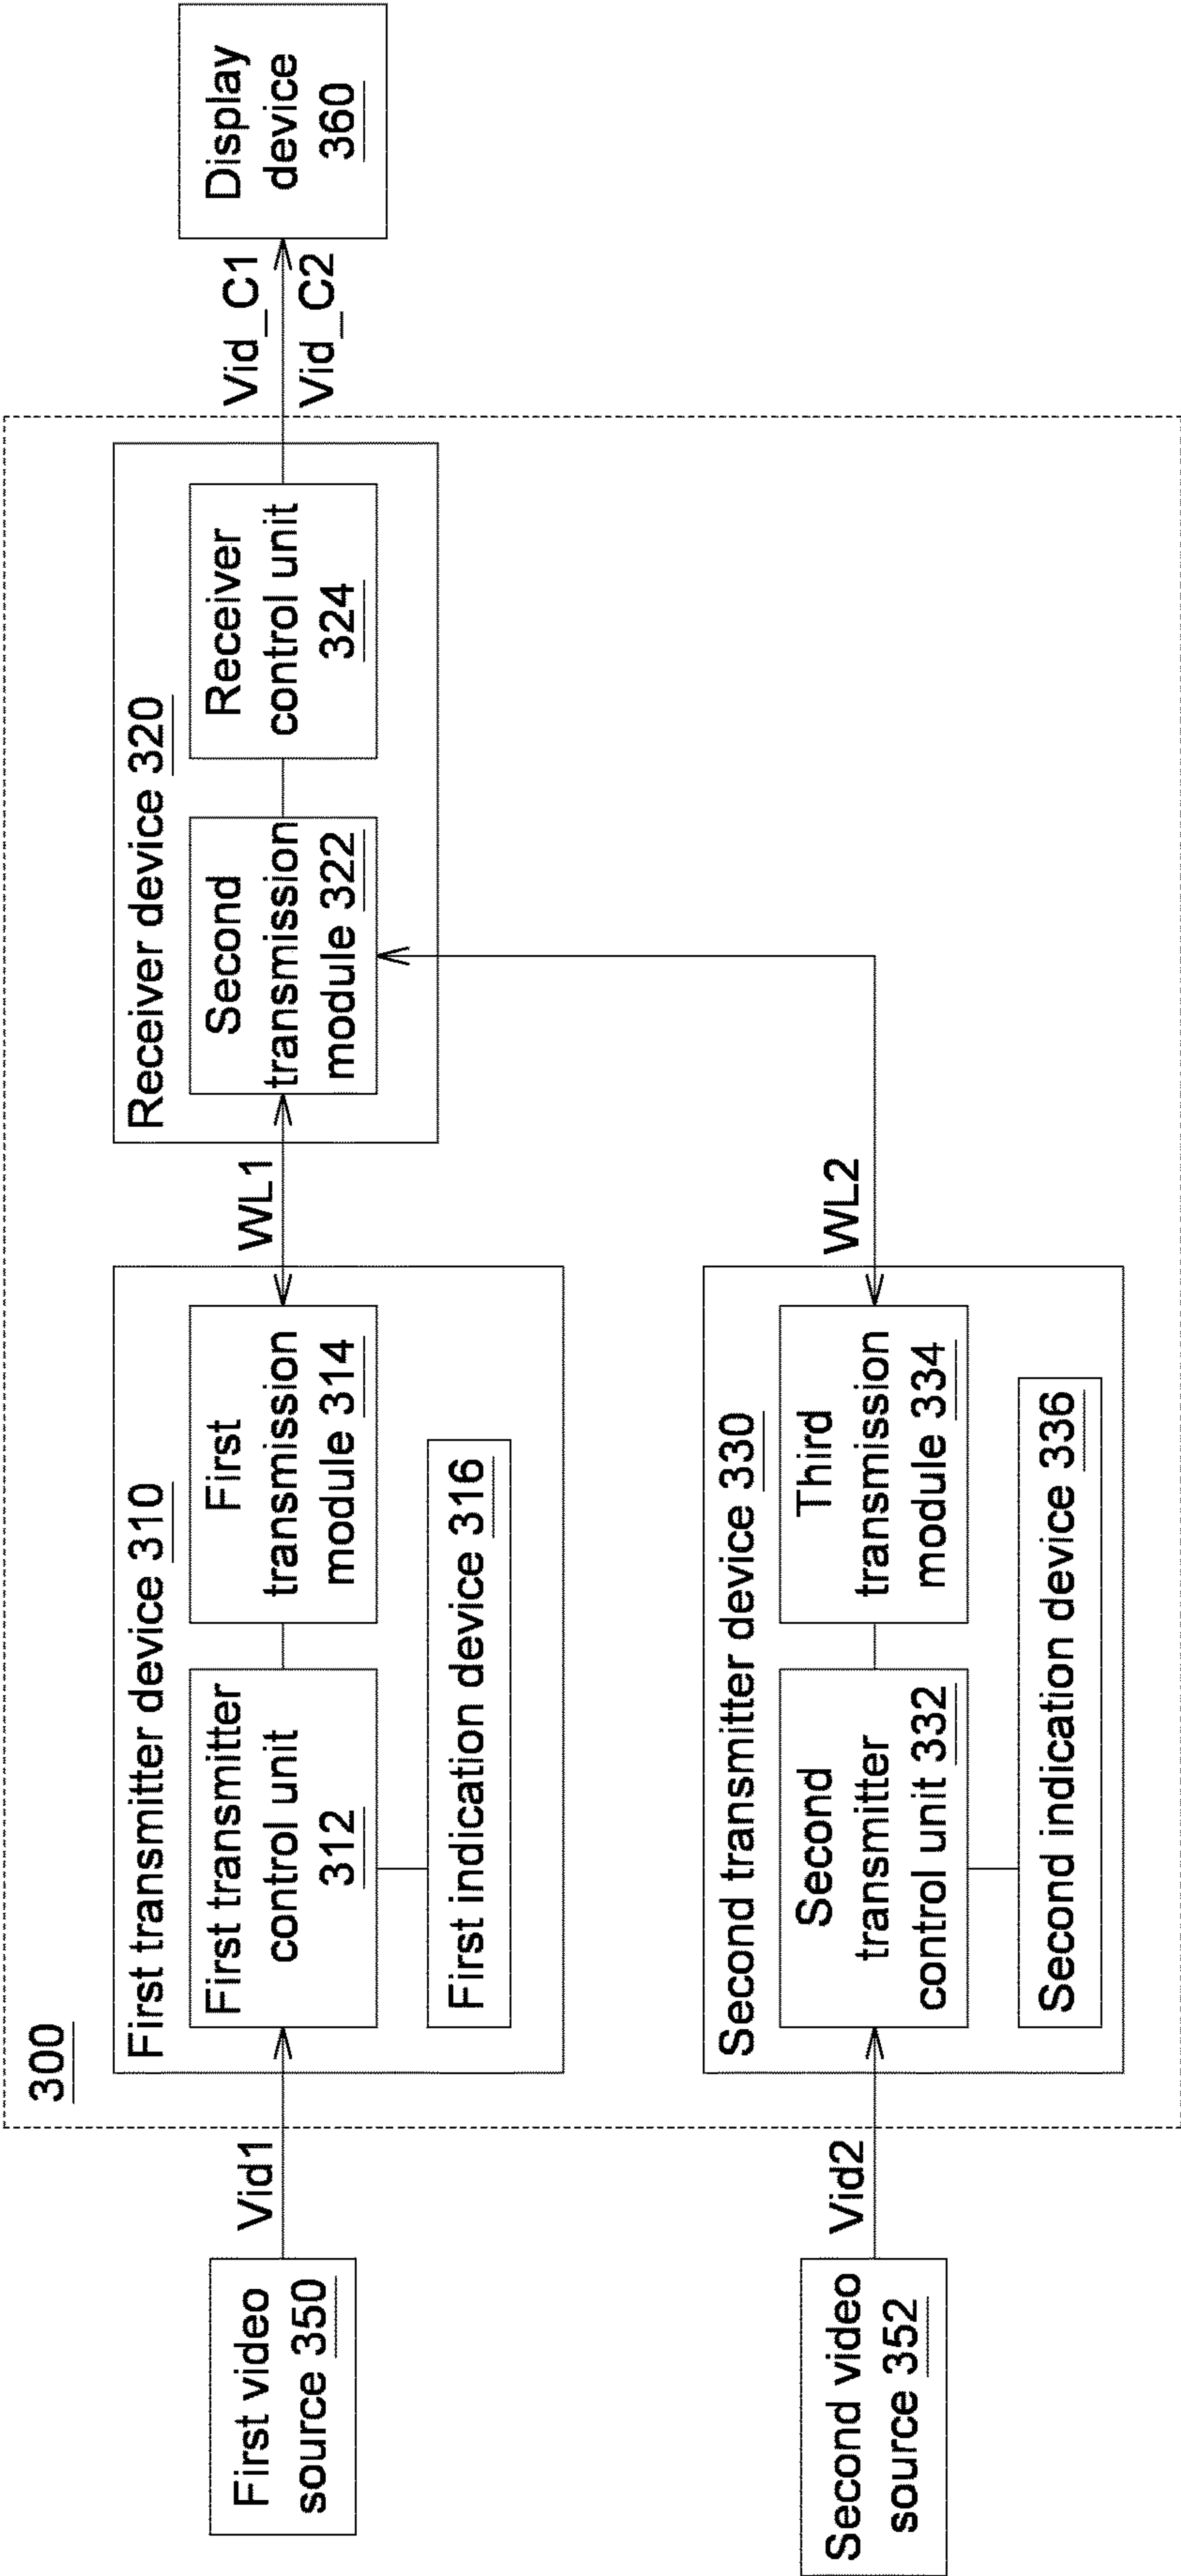 300
First video
source 350
Vid1
First transmitter device 310
First transmitter
control unit
312
First
transmission
module 314
First indication device 316
WL1
Receiver device 320
Second
transmission
module 322
Receiver
control unit
324
Vid_C1
Vid_C2
Display
device
360
Second video
source 352
Vid2
Second transmitter device 330
Second
transmitter
control unit 332
Third
transmission
module 334
Second indication device 336
WL2